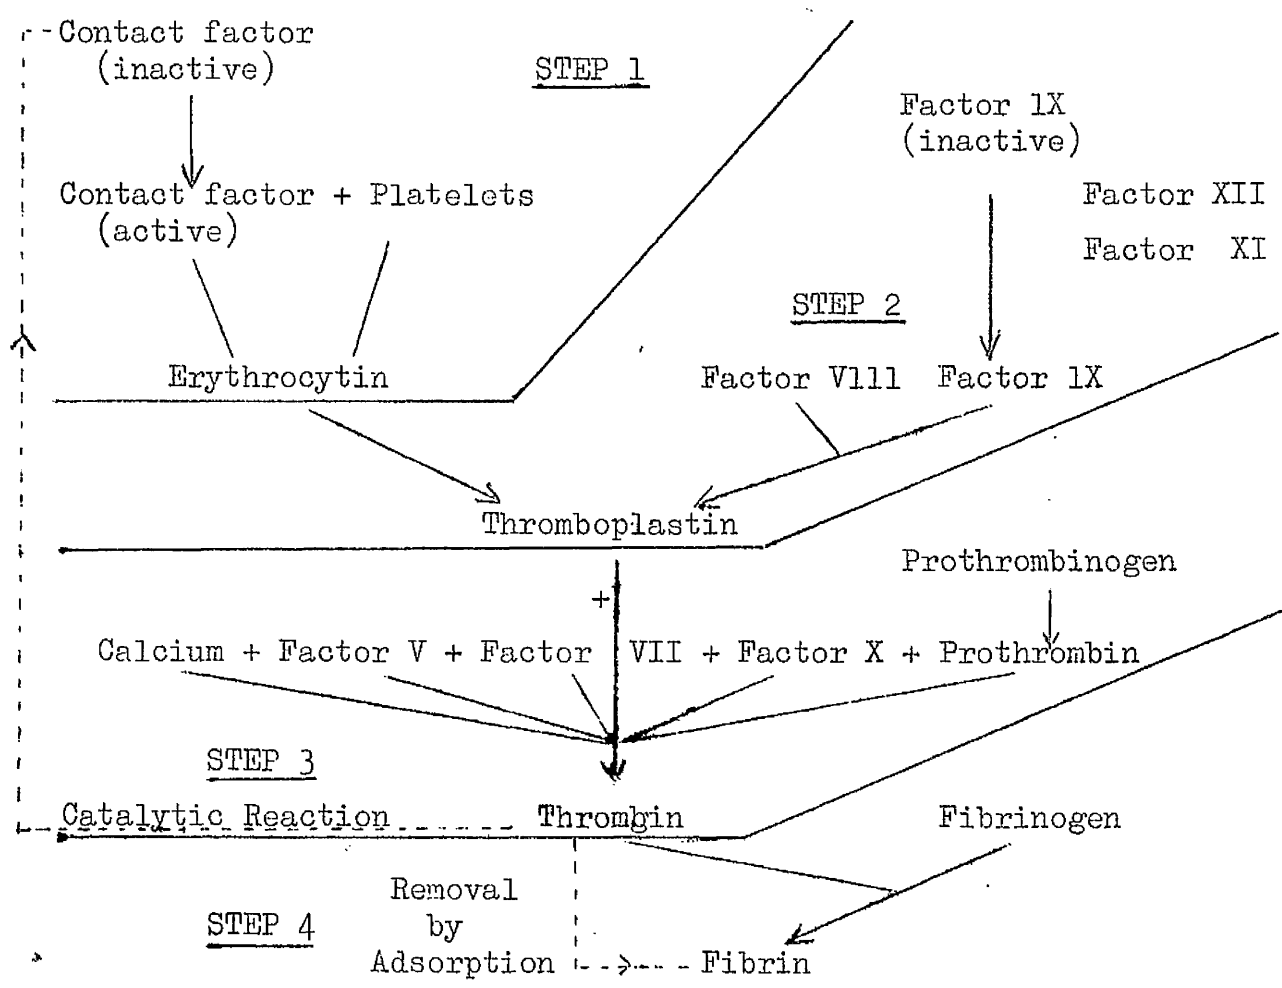 Contact factor
(inactive)
STEP 1
Factor 1X
(inactive)
Contact factor + Platelets
(active)
Factor XII
Factor XI
STEP 2
Erythrocytin
Factor V111 Factor 1X
Thromboplastin
Prothrombinogen
+
Calcium + Factor V + Factor VII + Factor X + Prothrombin
STEP 3
Catalytic Reaction
Thrombin
Fibrinogen
Removal
by
Adsorption
STEP 4
Fibrin